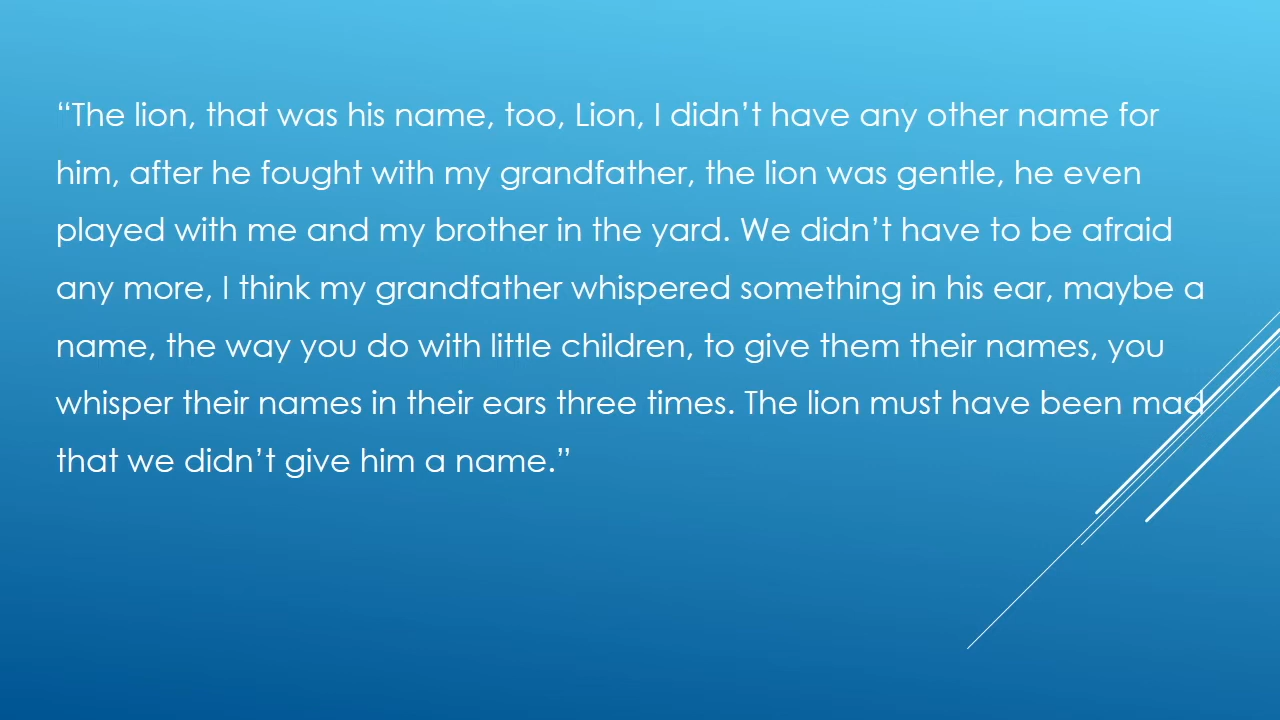 “The lion, that was his name, too, Lion, I didn’t have any other name for
him, after he fought with my grandfather, the lion was gentle, he even
played with me and my brother in the yard. We didn’t have to be afraid
any more, I think my grandfather whispered something in his ear, maybe a
name, the way you do with little children, to give them their names, you
whisper their names in their ears three times. The lion must have been mad
that we didn’t give him a name.”